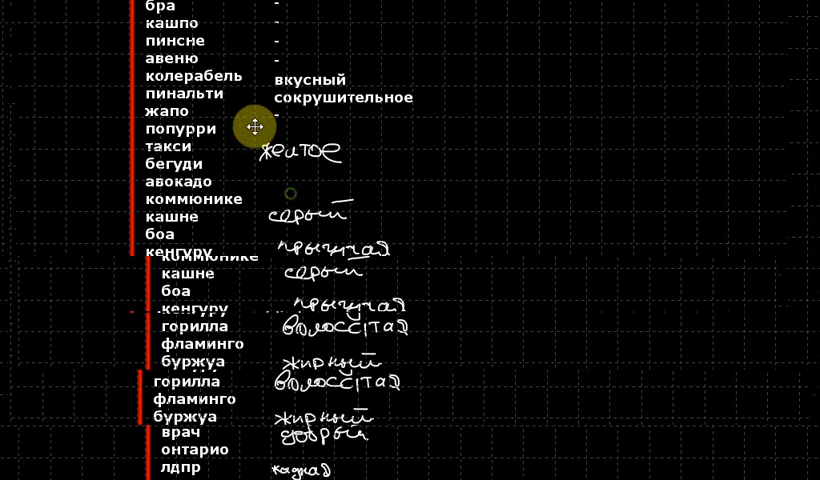 бра -
кашпо -
пинсне -
авеню -
колерабель вкусный
пинальти сокрушительное
жапо -
попурри
такси желтое
бегуди
авокадо
коммюнике
кашне серый
боа
кенгуру прыгучая
коммюнике
кашне серый
боа
кенгуру прыгучая
горилла
фламинго
буржуа жирный
горилла
фламинго
буржуа жирный
врач добрый
онтарио
лдпр